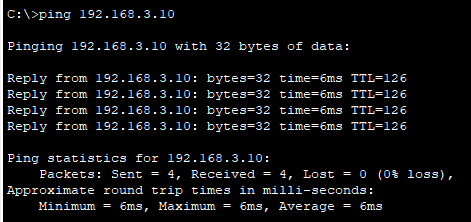 C:\>ping 192.168.3.10
Pinging 192.168.3.10 with 32 bytes of data:
Reply from 192.168.3.10: bytes=32 time=6ms TTL=126
Reply from 192.168.3.10: bytes=32 time=6ms TTL=126
Reply from 192.168.3.10: bytes=32 time=6ms TTL=126
Reply from 192.168.3.10: bytes=32 time=6ms TTL=126
Ping statistics for 192.168.3.10:
    Packets: Sent = 4, Received = 4, Lost = 0 (0% loss),
Approximate round trip times in milli-seconds:
    Minimum = 6ms, Maximum = 6ms, Average = 6ms